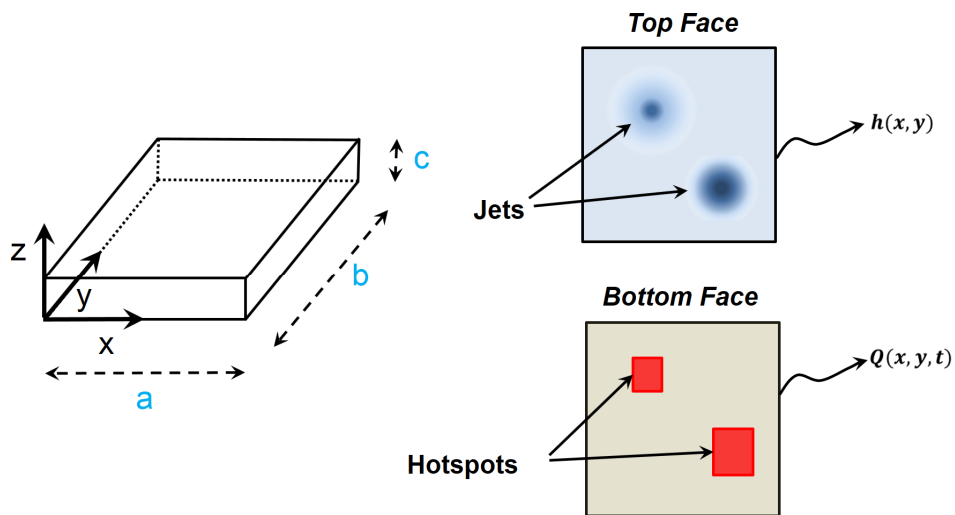 z
y
x
a
b
c
Top Face
h(x,y)
Jets
Bottom Face
Q(x,y,t)
Hotspots